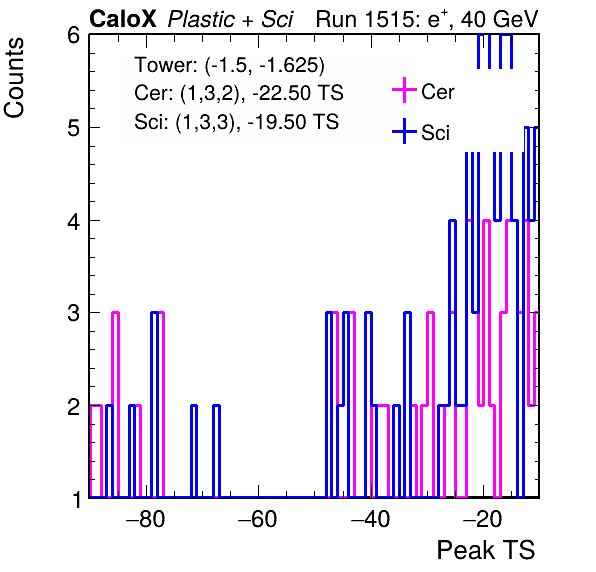 CaloX Plastic + Sci Run 1515: e⁺, 40 GeV
Counts
Tower: (-1.5, -1.625)
Cer: (1,3,2), -22.50 TS
Sci: (1,3,3), -19.50 TS
Cer
Sci
6
5
4
3
2
1
−80 −60 −40 −20
Peak TS